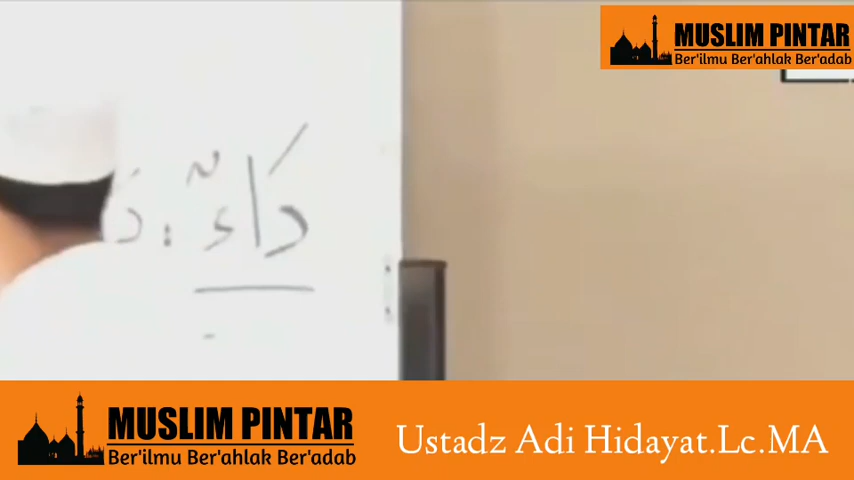 MUSLIM PINTAR
Ber'ilmu Ber'ahlak Ber'adab
دَاءٌ :
MUSLIM PINTAR
Ber'ilmu Ber'ahlak Ber'adab
Ustadz Adi Hidayat.Lc.MA